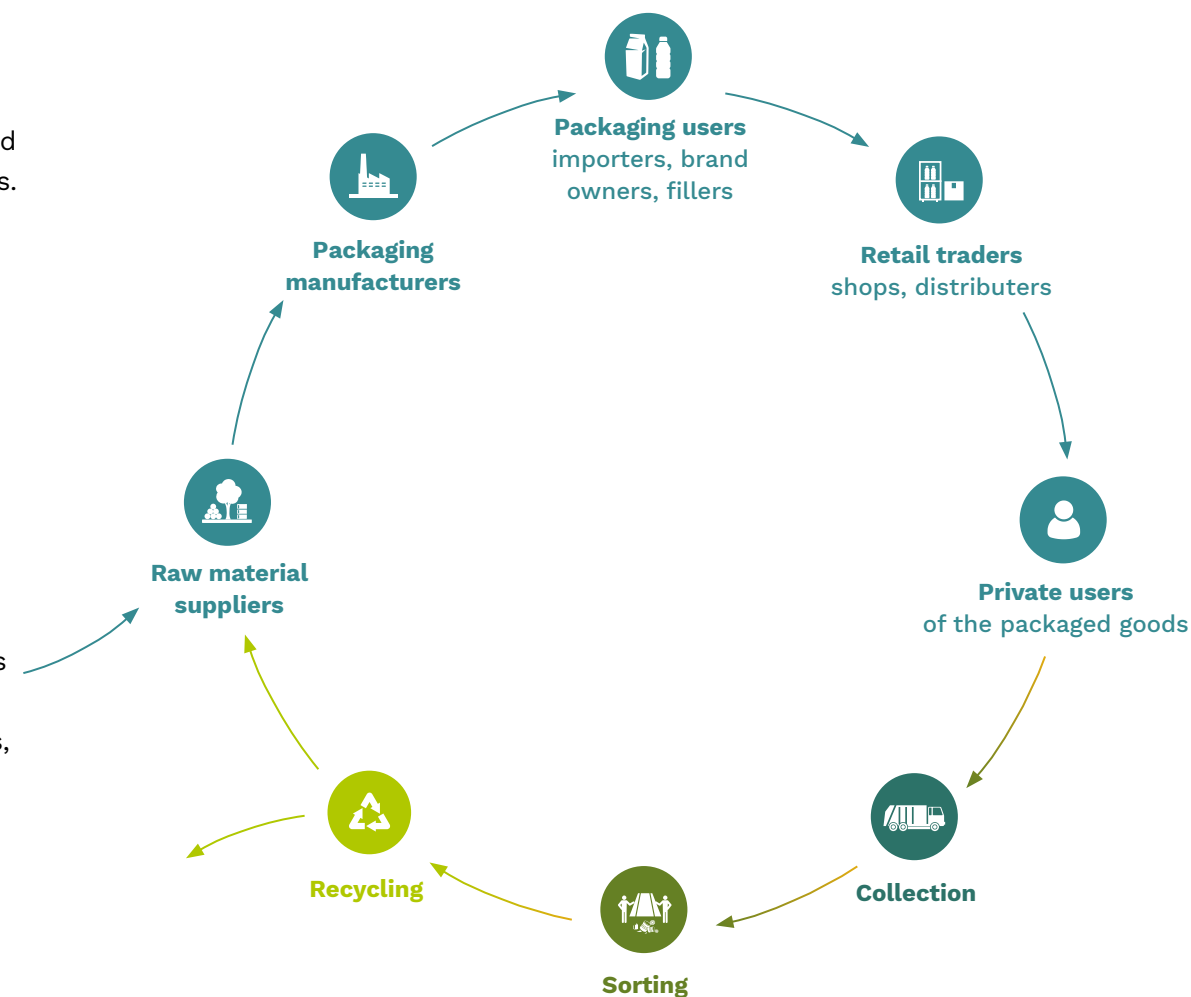 Packaging users
importers, brand
owners, fillers
Packaging
manufacturers
Retail traders
shops, distributers
Raw material
suppliers
Private users
of the packaged goods
Recycling
Collection
Sorting